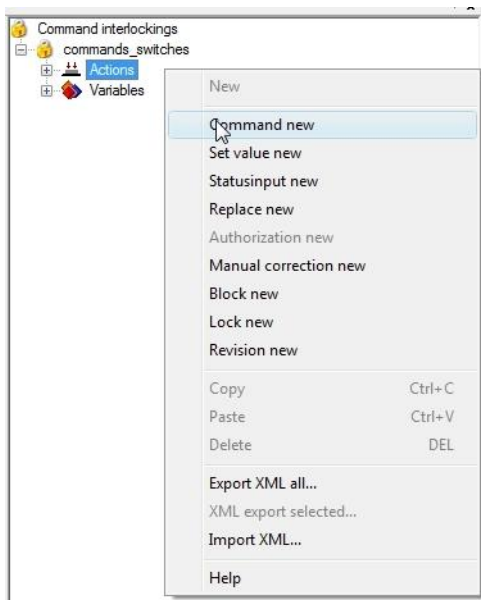 Command interlockings
commands_switches
Actions
Variables
New
Command new
Set value new
Statusinput new
Replace new
Authorization new
Manual correction new
Block new
Lock new
Revision new
Copy Ctrl+C
Paste Ctrl+V
Delete DEL
Export XML all...
XML export selected...
Import XML...
Help